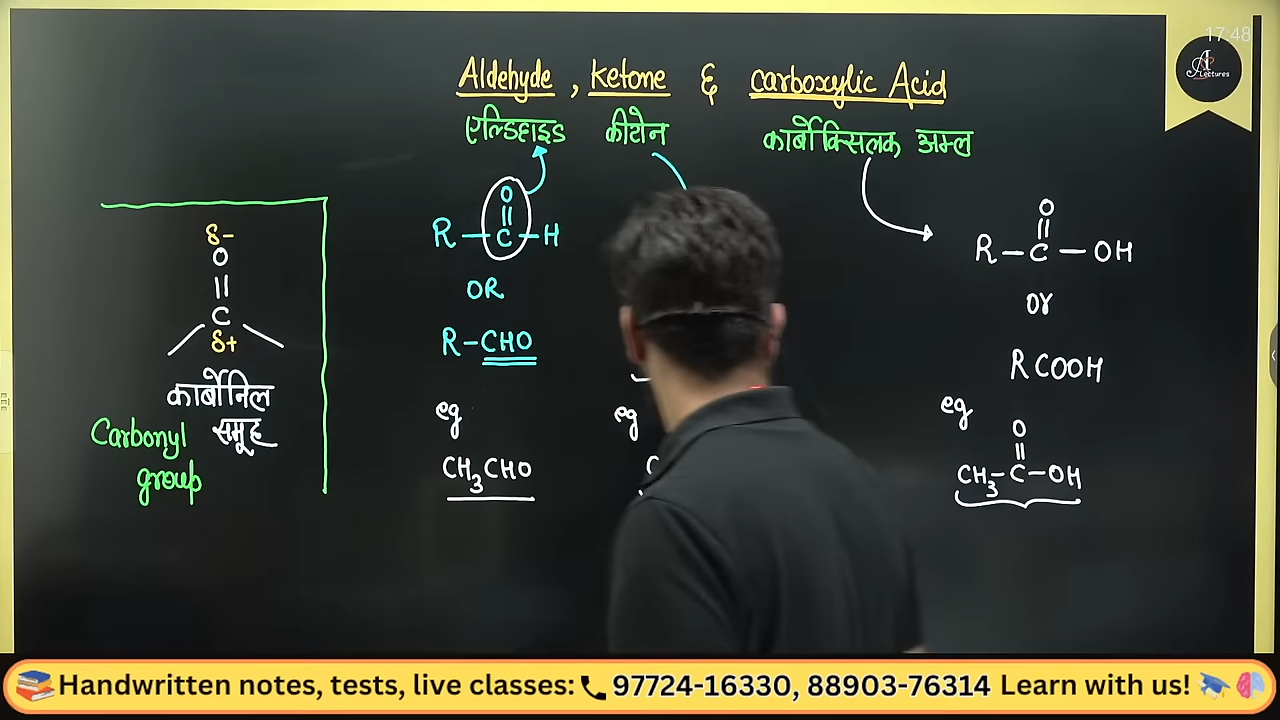 17:48
A
Lectures
Aldehyde, Ketone & Carboxylic Acid
एल्डिहाइड कीटोन कार्बोक्सिलक अम्ल
O
||
R – C – H
OR
R – CHO
eg
CH3CHO
δ-
O
||
C
δ+
कार्बोनिल
समूह
Carbonyl
group
eg
O
||
R – C – OH
or
RCOOH
eg
O
||
CH3 – C – OH
Handwritten notes, tests, live classes: 97724-16330, 88903-76314 Learn with us!